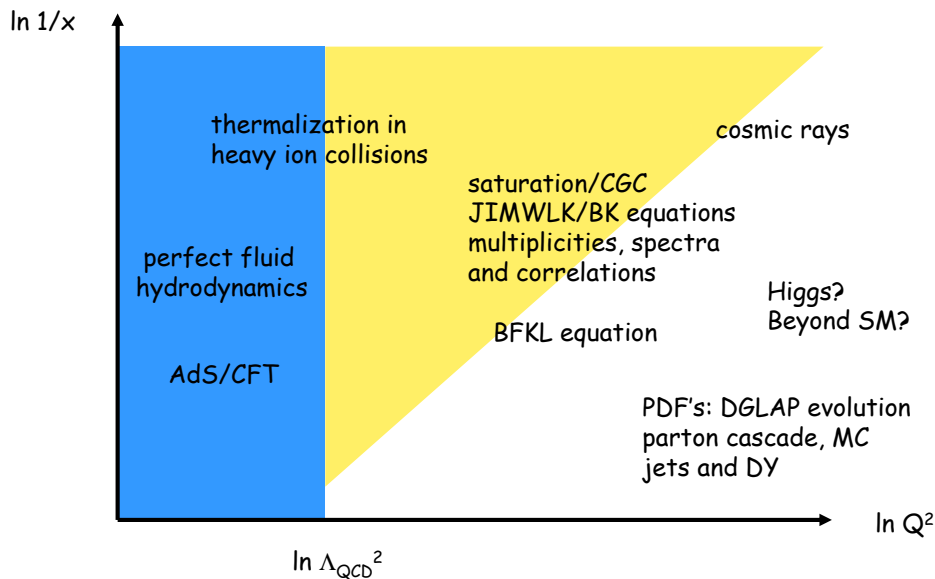 ln 1/x
thermalization in
heavy ion collisions
cosmic rays
saturation/CGC
JIMWLK/BK equations
multiplicities, spectra
and correlations
perfect fluid
hydrodynamics
Higgs?
Beyond SM?
BFKL equation
AdS/CFT
PDF's: DGLAP evolution
parton cascade, MC
jets and DY
ln Q²
ln Λ_QCD²